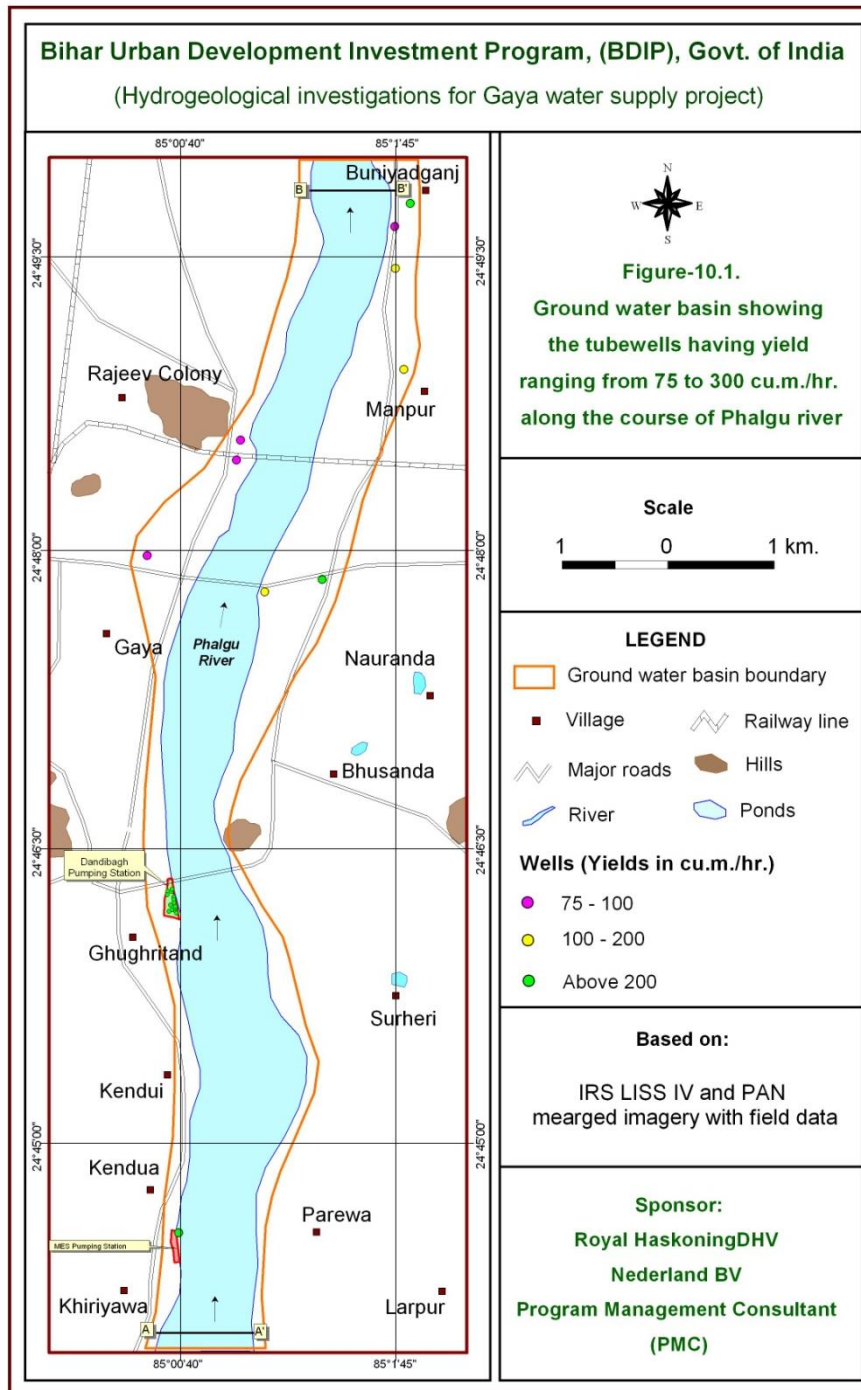 Bihar Urban Development Investment Program, (BDIP), Govt. of India
(Hydrogeological investigations for Gaya water supply project)
85°00'40"
85°1'45"
Buniyadganj
B
B'
24°49'30"
24°49'30"
Rajeev Colony
Manpur
24°48'00"
24°48'00"
Gaya
Phalgu
River
Nauranda
Bhusanda
24°46'30"
24°46'30"
Dandibagh
Pumping Station
Ghughritand
Surheri
Kendui
24°45'00"
24°45'00"
Kendua
Parewa
MES Pumping Station
Khiriyawa
Larpur
A
A'
85°00'40"
85°1'45"
N
W
E
S
Figure-10.1.
Ground water basin showing
the tubewells having yield
ranging from 75 to 300 cu.m./hr.
along the course of Phalgu river
Scale
1 0 1 km.
LEGEND
Ground water basin boundary
Village
Railway line
Major roads
Hills
River
Ponds
Wells (Yields in cu.m./hr.)
75 - 100
100 - 200
Above 200
Based on:
IRS LISS IV and PAN
mearged imagery with field data
Sponsor:
Royal HaskoningDHV
Nederland BV
Program Management Consultant
(PMC)